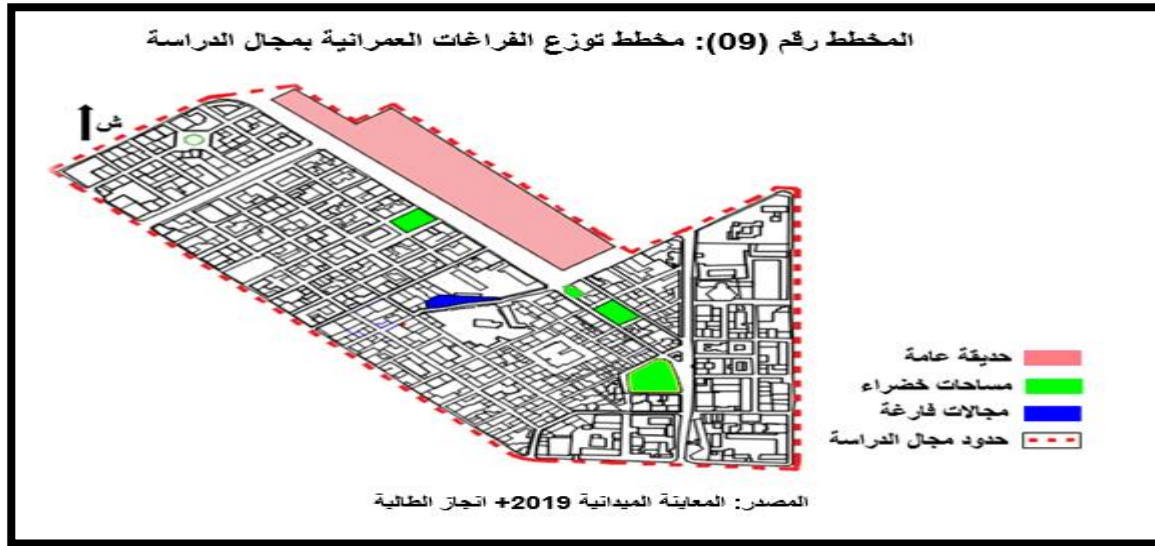 المخطط رقم (09): مخطط توزع الفراغات العمرانية بمجال الدراسة
ش
حديقة عامة
مساحات خضراء
مجالات فارغة
حدود مجال الدراسة
المصدر: المعاينة الميدانية 2019+ انجاز الطالبة